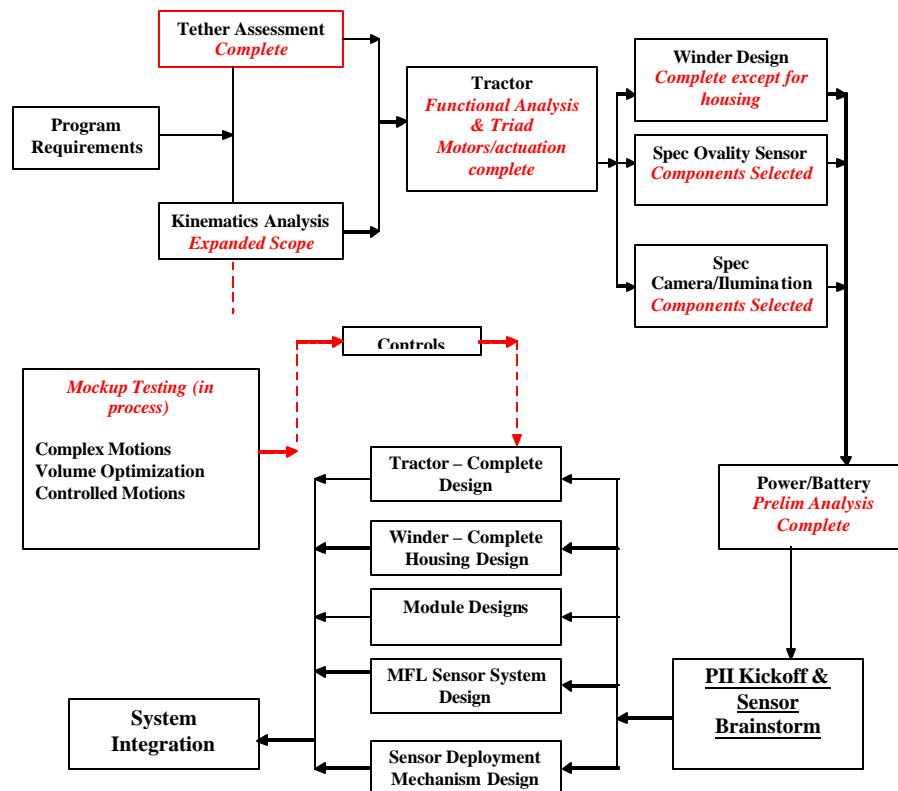 Tether Assessment
Complete
Program
Requirements
Kinematics Analysis
Expanded Scope
Tractor
Functional Analysis
& Triad
Motors/actuation
complete
Winder Design
Complete except for
housing
Spec Ovality Sensor
Components Selected
Spec
Camera/Ilumination
Components Selected
Controls
Mockup Testing (in
process)
Complex Motions
Volume Optimization
Controlled Motions
Tractor – Complete
Design
Winder – Complete
Housing Design
Module Designs
MFL Sensor System
Design
Sensor Deployment
Mechanism Design
Power/Battery
Prelim Analysis
Complete
PII Kickoff &
Sensor
Brainstorm
System
Integration